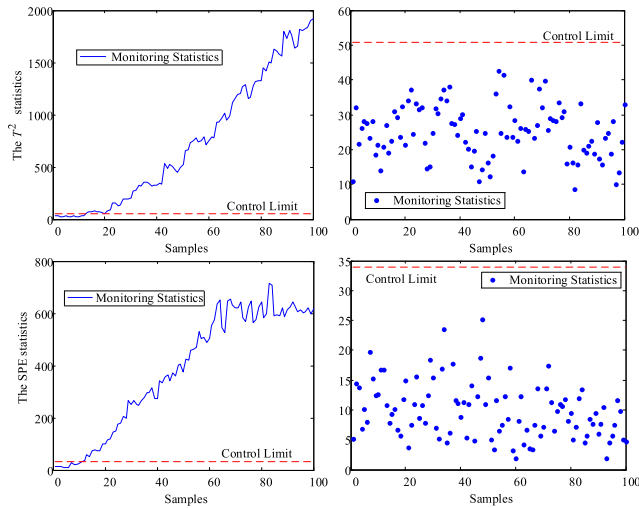 2000
1500
1000
500
0
The T² statistics
Monitoring Statistics
Control Limit
0 20 40 60 80 100
Samples
60
50
40
30
20
10
0
Control Limit
Monitoring Statistics
0 20 40 60 80 100
Samples
800
600
400
200
0
The SPE statistics
Monitoring Statistics
Control Limit
0 20 40 60 80 100
Samples
35
30
25
20
15
10
5
0
Control Limit
Monitoring Statistics
0 20 40 60 80 100
Samples